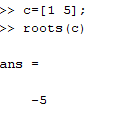 >> c=[1 5];
>> roots(c)
ans =
-5